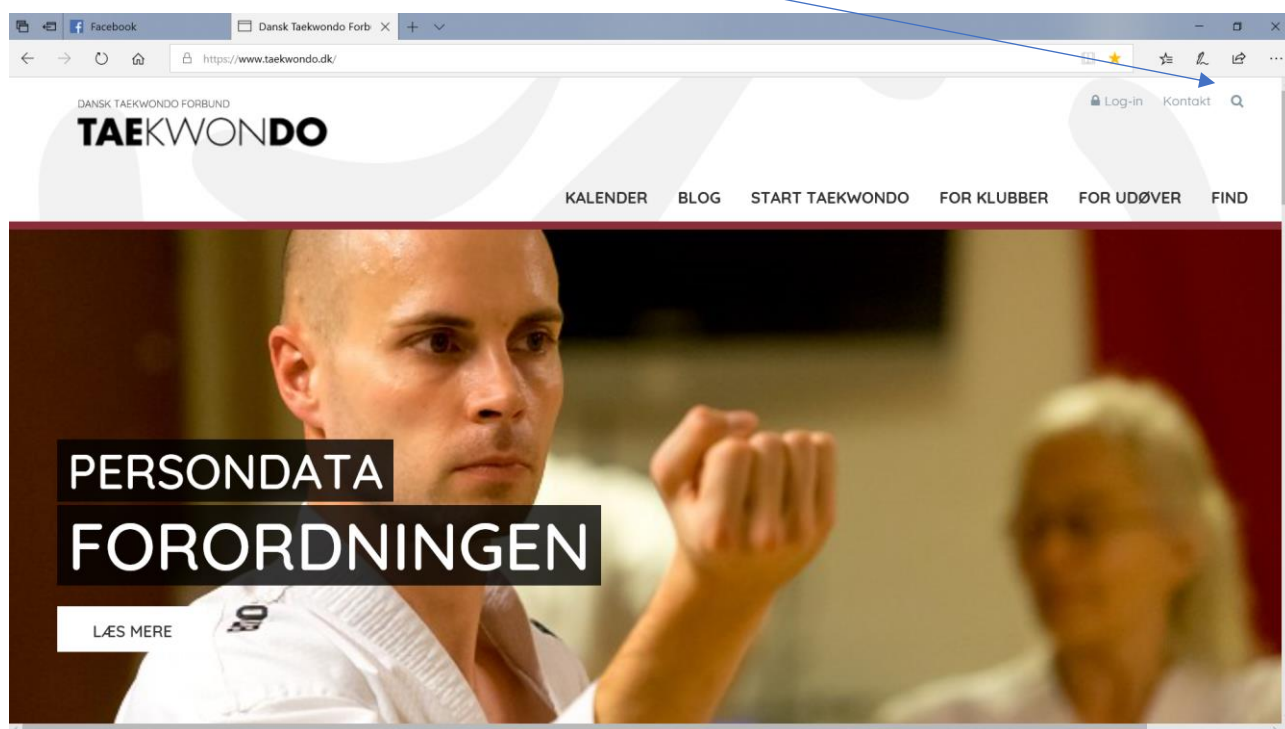 Facebook
Dansk Taekwondo Forb
https://www.taekwondo.dk/
DANSK TAEKWONDO FORBUND
TAEKWONDO
Log-in Kontakt
KALENDER BLOG START TAEKWONDO FOR KLUBBER FOR UDØVER FIND
PERSONDATA
FORORDNINGEN
LÆS MERE